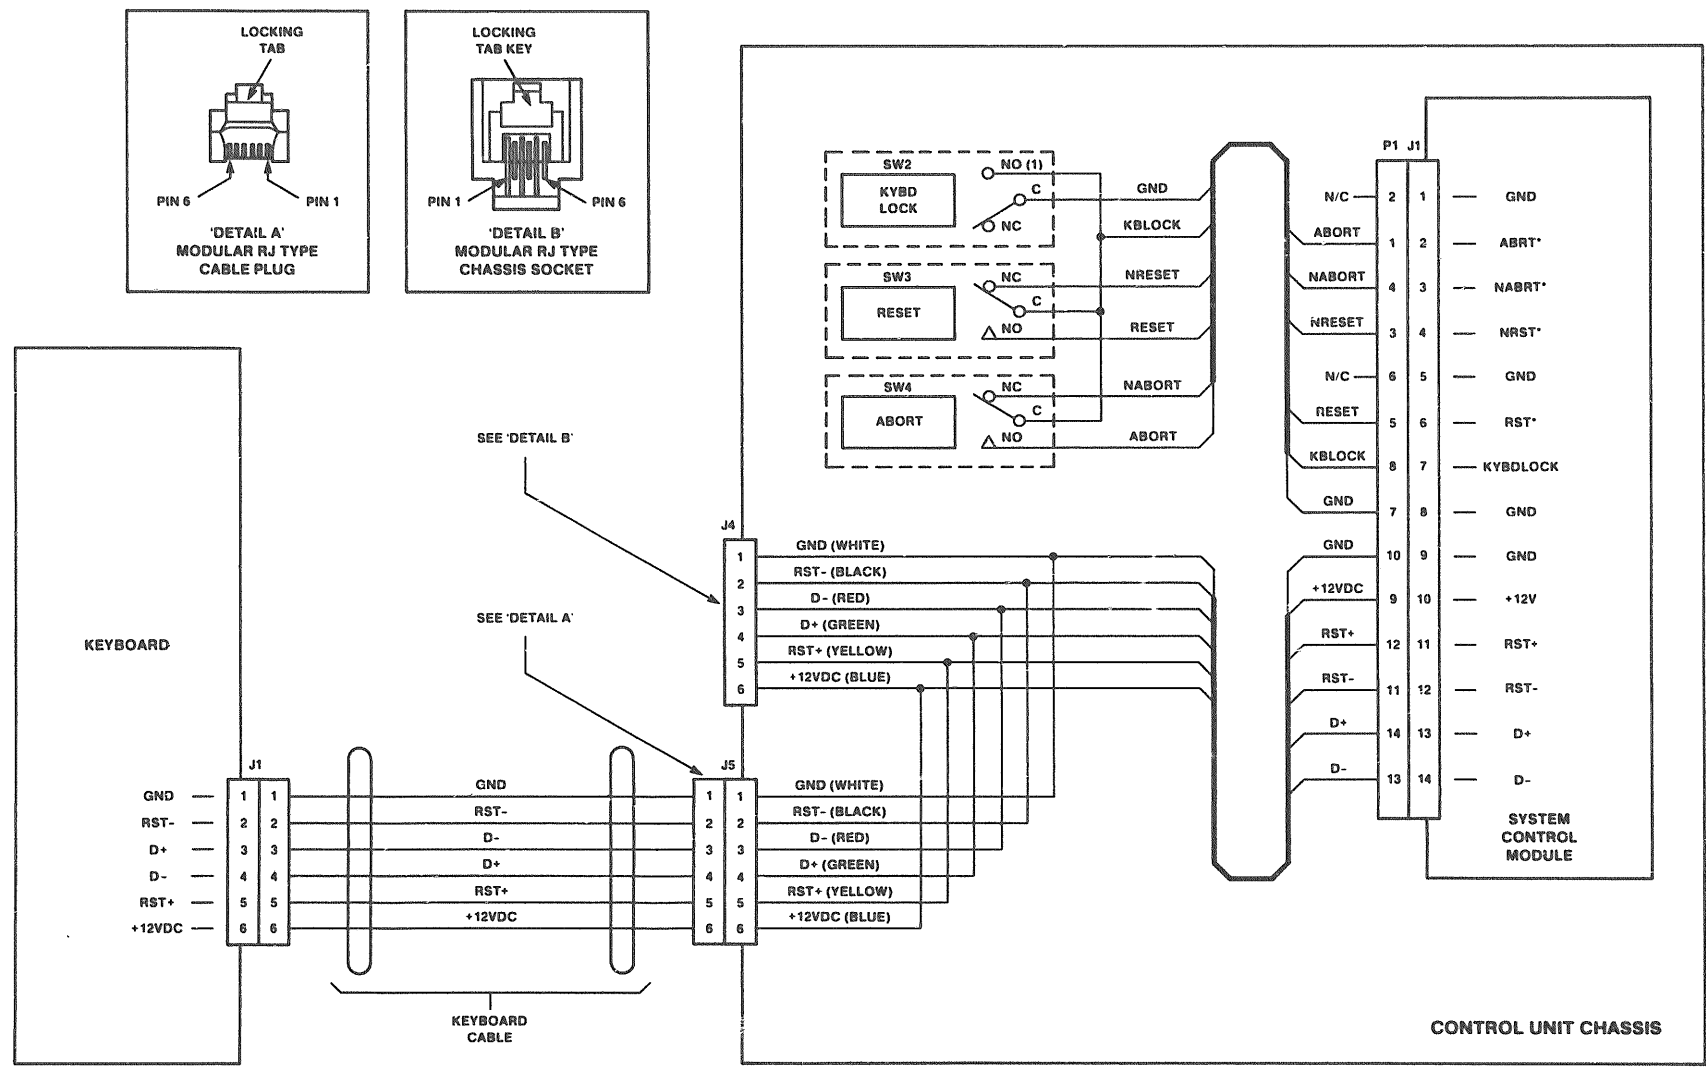 LOCKING
TAB
PIN 6
PIN 1
'DETAIL A'
MODULAR RJ TYPE
CABLE PLUG
LOCKING
TAB KEY
PIN 1
PIN 6
'DETAIL B'
MODULAR RJ TYPE
CHASSIS SOCKET
SW2
KYBD
LOCK
NO (1)
C
NC
GND
KBLOCK
SW3
RESET
NC
C
NO
NRESET
RESET
SW4
ABORT
NC
C
NO
NABORT
ABORT
P1 J1
N/C 2 1 GND
ABORT 1 2 ABRT*
NABORT 4 3 NABRT*
NRESET 3 4 NRST*
N/C 6 5 GND
RESET 5 6 RST*
KBLOCK 8 7 KYBDLOCK
GND 7 8 GND
GND 10 9 GND
+12VDC 9 10 +12V
RST+ 12 11 RST+
RST- 11 12 RST-
D+ 14 13 D+
D- 13 14 D-
SYSTEM
CONTROL
MODULE
SEE 'DETAIL B'
J4
1 GND (WHITE)
2 RST- (BLACK)
3 D- (RED)
4 D+ (GREEN)
5 RST+ (YELLOW)
6 +12VDC (BLUE)
SEE 'DETAIL A'
KEYBOARD
J1
J5
GND 1 1 GND 1 1 GND (WHITE)
RST- 2 2 RST- 2 2 RST- (BLACK)
D+ 3 3 D- 3 3 D- (RED)
D- 4 4 D+ 4 4 D+ (GREEN)
RST+ 5 5 RST+ 5 5 RST+ (YELLOW)
+12VDC 6 6 +12VDC 6 6 +12VDC (BLUE)
KEYBOARD
CABLE
CONTROL UNIT CHASSIS